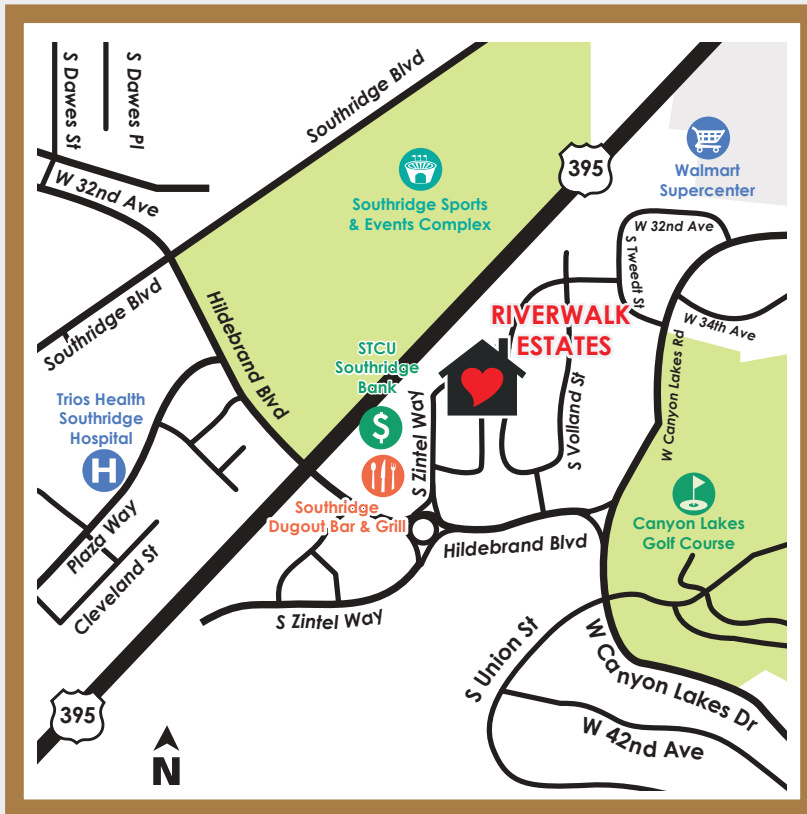 S Dawes St
S Dawes Pl
Southridge Blvd
395
Walmart
Supercenter
W 32nd Ave
Southridge Sports
& Events Complex
W 32nd Ave
S Tweedt St
Southridge Blvd
Hildebrand Blvd
RIVERWALK
ESTATES
W 34th Ave
STCU
Southridge
Bank
$
W Canyon Lakes Rd
Trios Health
Southridge
Hospital
H
S Zintel Way
S Volland St
Southridge
Dugout Bar & Grill
Canyon Lakes
Golf Course
Plaza Way
Cleveland St
Hildebrand Blvd
S Zintel Way
S Union St
W Canyon Lakes Dr
W 42nd Ave
395
N